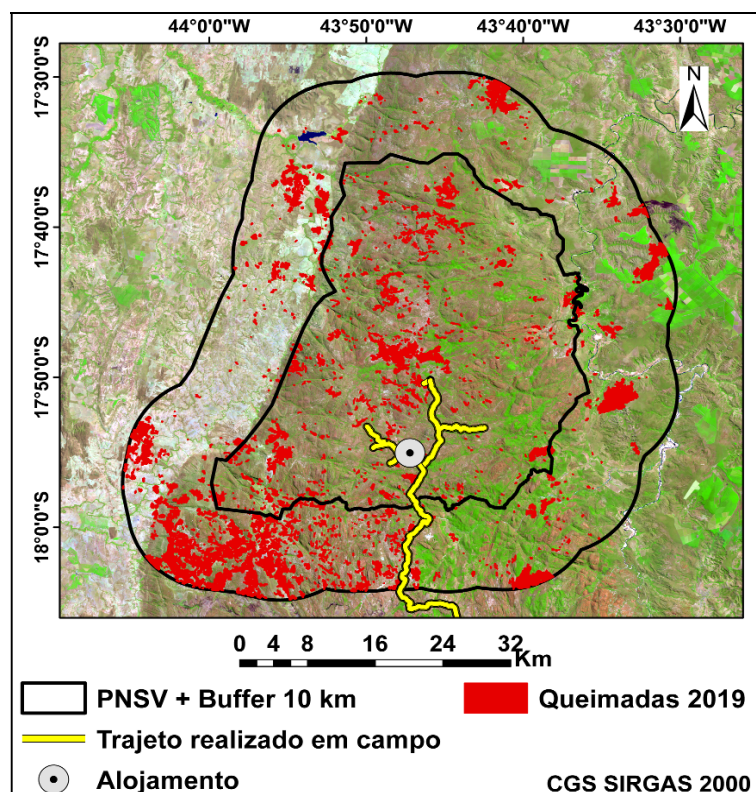 44°0'0"W 43°50'0"W 43°40'0"W 43°30'0"W
17°30'0"S
17°40'0"S
17°50'0"S
18°0'0"S
N
0 4 8 16 24 32
Km
PNSV + Buffer 10 km
Queimadas 2019
Trajeto realizado em campo
Alojamento
CGS SIRGAS 2000